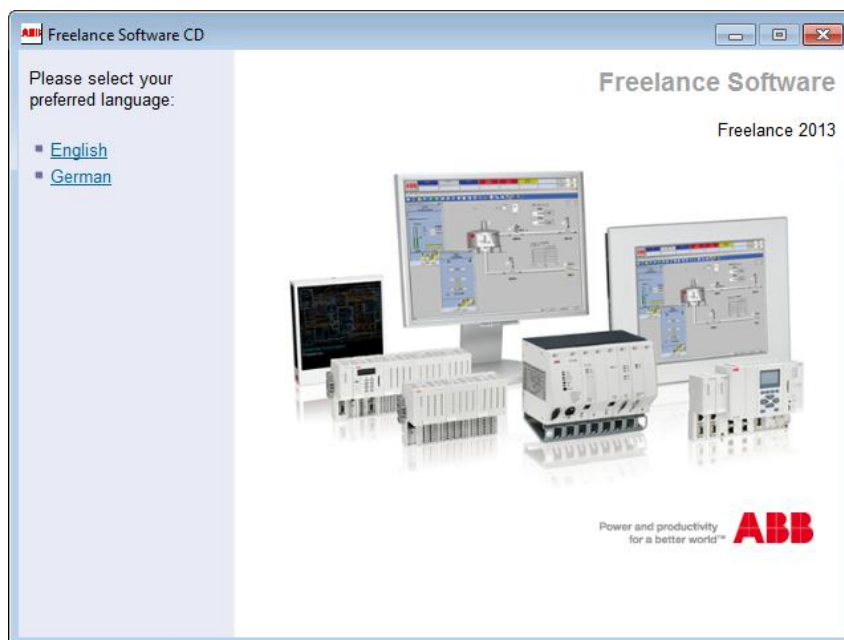 ABB Freelance Software CD
Please select your
preferred language:
English
German
Freelance Software
Freelance 2013
Power and productivity
for a better world™
ABB